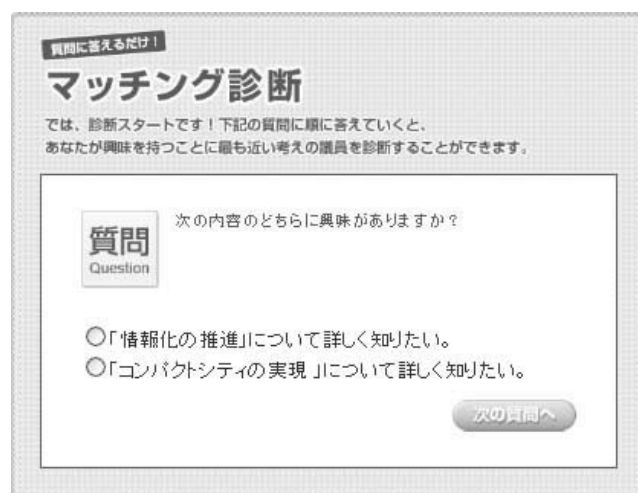 質問に答えるだけ！
マッチング診断
では、診断スタートです！下記の質問に順に答えていくと、
あなたが興味を持つことに最も近い考えの議員を診断することができます。
質問
Question
次の内容のどちらに興味がありますか？
「情報化の推進」について詳しく知りたい。
「コンパクトシティの実現 」について詳しく知りたい。
次の質問へ